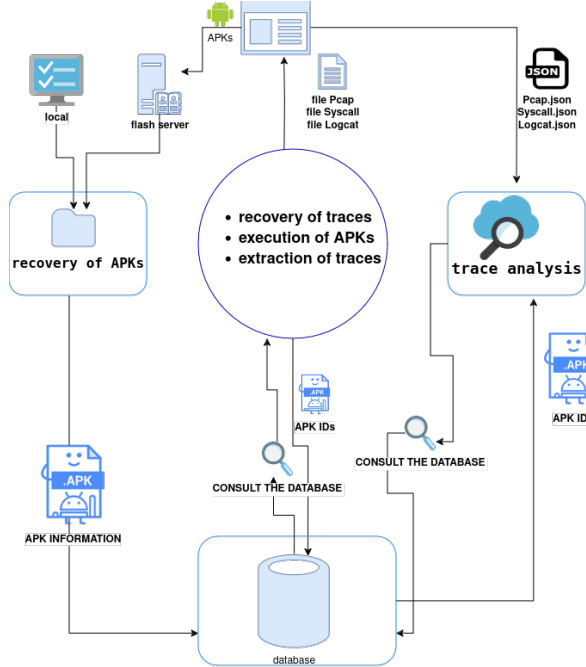 APKs
JSON
local
flash server
file Pcap
file Syscall
file Logcat
Pcap.json
Syscall.json
Logcat.json
recovery of APKs
• recovery of traces
• execution of APKs
• extraction of traces
trace analysis
.APK
APK IDs
.APK
APK ID
CONSULT THE DATABASE
CONSULT THE DATABASE
.APK
APK INFORMATION
database